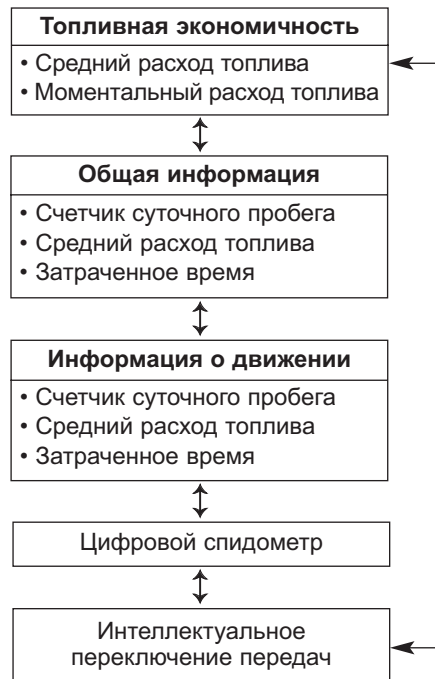 Топливная экономичность
• Средний расход топлива
• Моментальный расход топлива
Общая информация
• Счетчик суточного пробега
• Средний расход топлива
• Затраченное время
Информация о движении
• Счетчик суточного пробега
• Средний расход топлива
• Затраченное время
Цифровой спидометр
Интеллектуальное
переключение передач